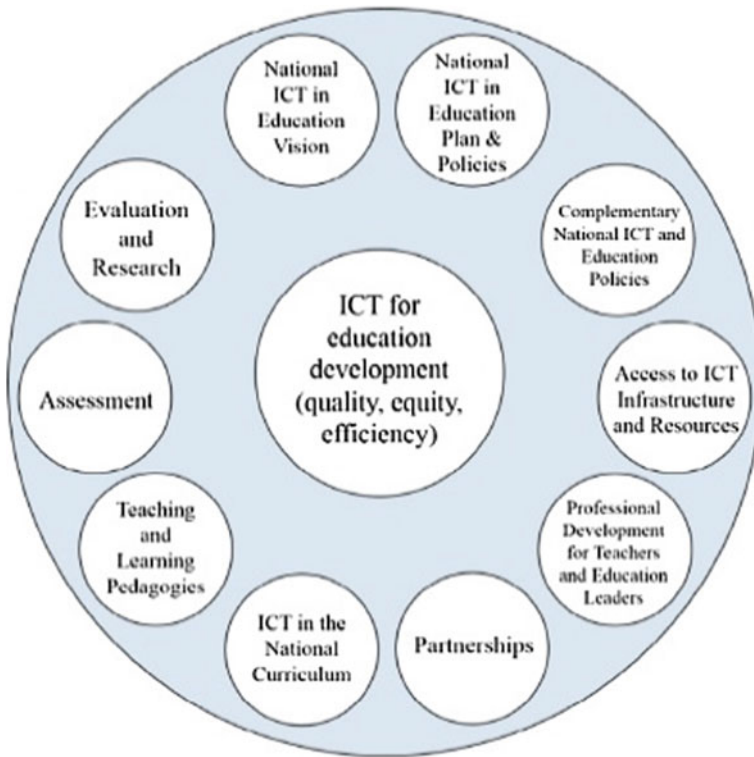 National
ICT in
Education
Vision
National
ICT in
Education
Plan &
Policies
Complementary
National ICT and
Education
Policies
Access to ICT
Infrastructure
and Resources
Professional
Development
for Teachers
and Education
Leaders
Partnerships
ICT in the
National
Curriculum
Teaching
and
Learning
Pedagogies
Assessment
Evaluation
and
Research
ICT for
education
development
(quality, equity,
efficiency)